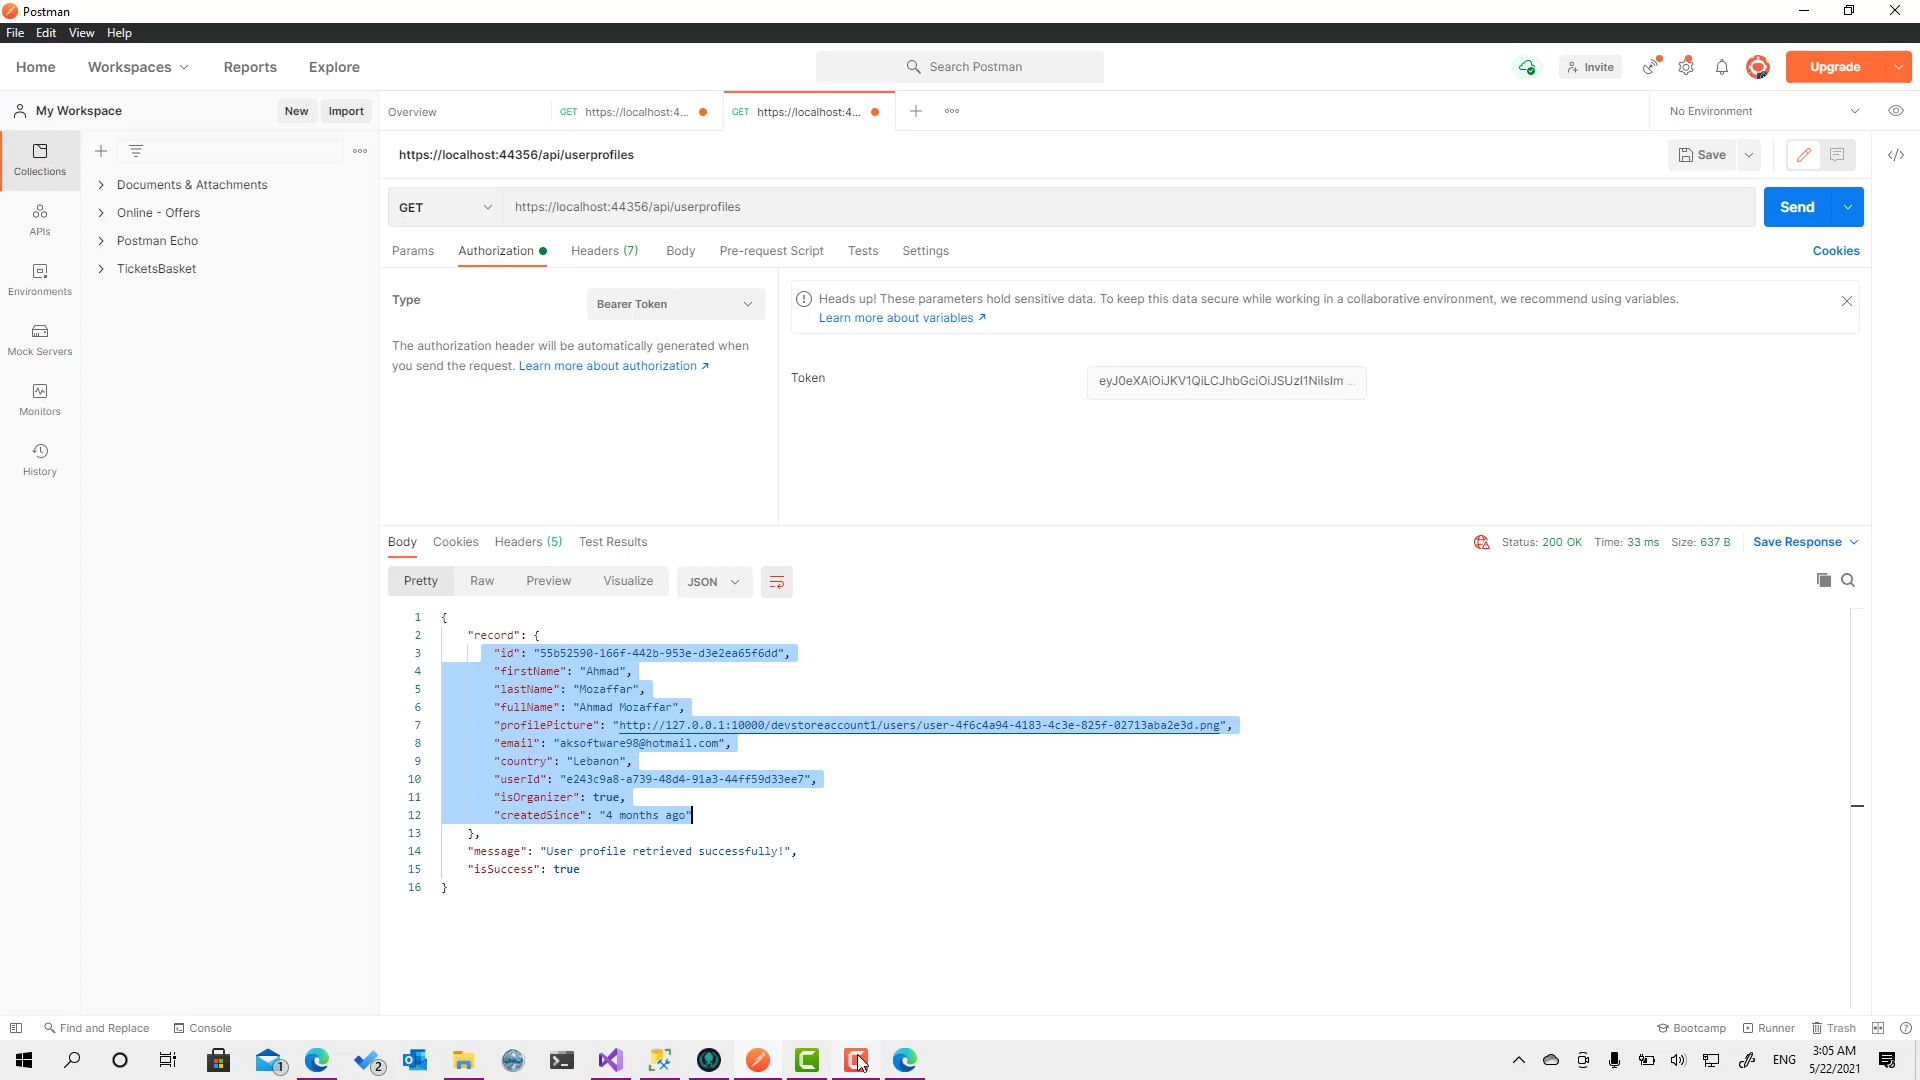 Postman
File Edit View Help
Home Workspaces Reports Explore Search Postman Invite Upgrade
My Workspace New Import Overview GET https://localhost:4... GET https://localhost:4... No Environment
https://localhost:44356/api/userprofiles Save
Collections
Documents & Attachments
Online - Offers
Postman Echo
TicketsBasket
APIs
Environments
Mock Servers
Monitors
History
GET https://localhost:44356/api/userprofiles Send
Params Authorization Headers (7) Body Pre-request Script Tests Settings Cookies
Type Bearer Token
The authorization header will be automatically generated when
you send the request. Learn more about authorization ↗
Heads up! These parameters hold sensitive data. To keep this data secure while working in a collaborative environment, we recommend using variables.
Learn more about variables ↗
Token eyJ0eXAiOiJKV1QiLCJhbGciOiJSUzI1NiIsIm ...
Body Cookies Headers (5) Test Results Status: 200 OK Time: 33 ms Size: 637 B Save Response
Pretty Raw Preview Visualize JSON
1 {
2 "record": {
3 "id": "55b52590-166f-442b-953e-d3e2ea65f6dd",
4 "firstName": "Ahmad",
5 "lastName": "Mozaffar",
6 "fullName": "Ahmad Mozaffar",
7 "profilePicture": "http://127.0.0.1:10000/devstoreaccount1/users/user-4f6c4a94-4183-4c3e-825f-02713aba2e3d.png",
8 "email": "aksoftware98@hotmail.com",
9 "country": "Lebanon",
10 "userId": "e243c9a8-a739-48d4-91a3-44ff59d33ee7",
11 "isOrganizer": true,
12 "createdSince": "4 months ago"
13 },
14 "message": "User profile retrieved successfully!",
15 "isSuccess": true
16 }
Find and Replace Console Bootcamp Runner Trash
1 2 ENG 3:05 AM
5/22/2021